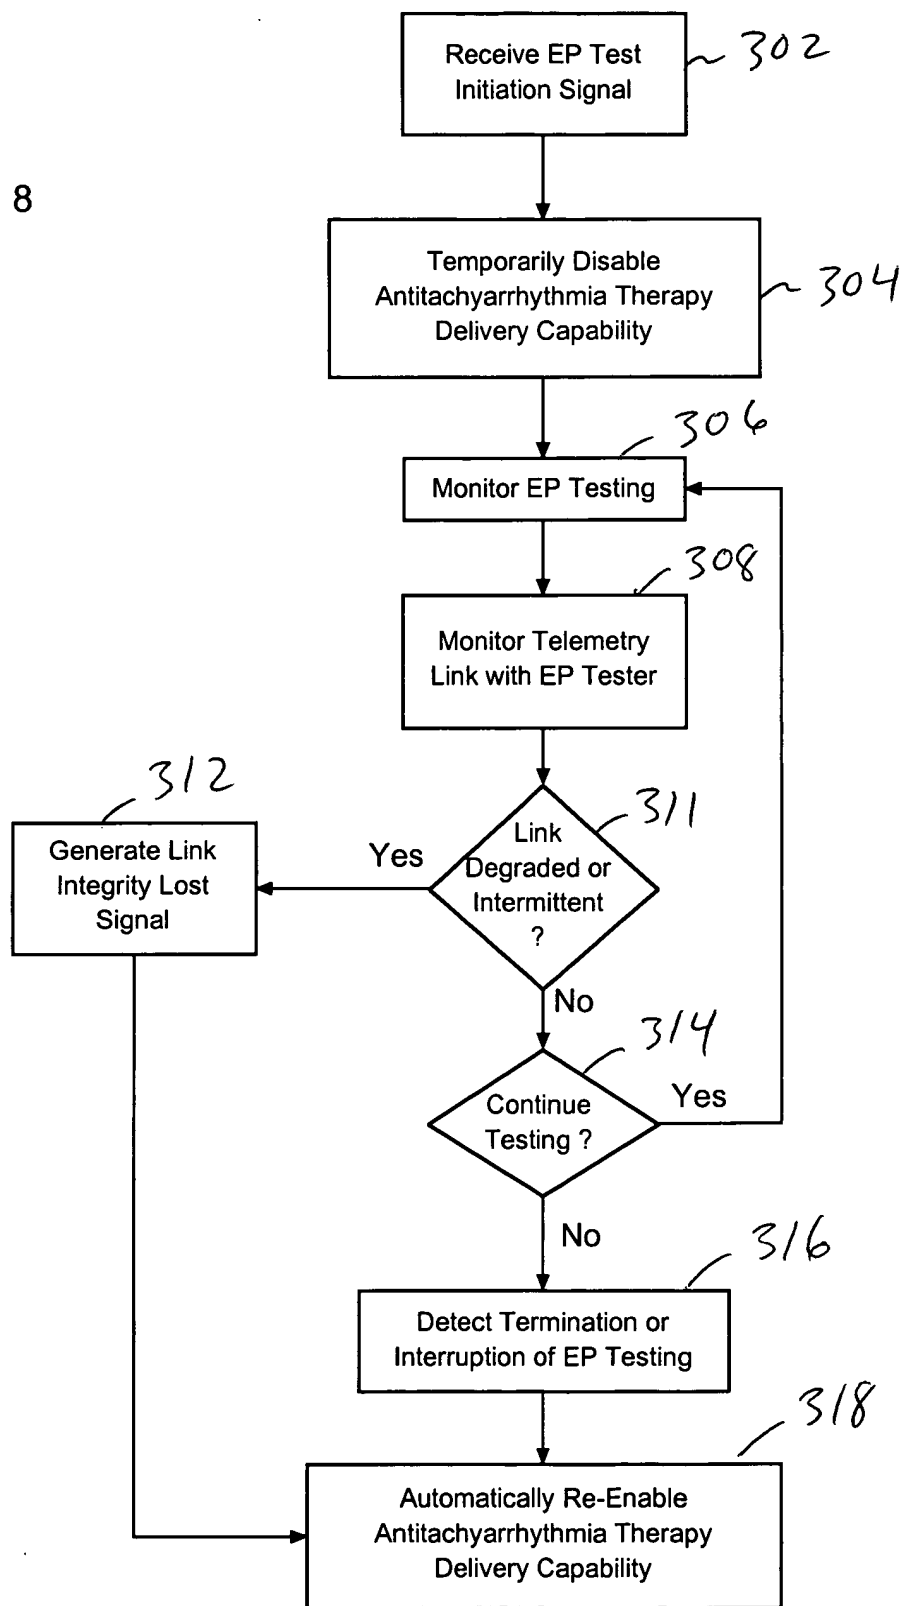 Receive EP Test
Initiation Signal
302
8
Temporarily Disable
Antitachyarrhythmia Therapy
Delivery Capability
304
306
Monitor EP Testing
308
Monitor Telemetry
Link with EP Tester
312
311
Generate Link
Integrity Lost
Signal
Yes
Link
Degraded or
Intermittent
?
No
314
Continue
Testing ?
Yes
No
316
Detect Termination or
Interruption of EP Testing
318
Automatically Re-Enable
Antitachyarrhythmia Therapy
Delivery Capability